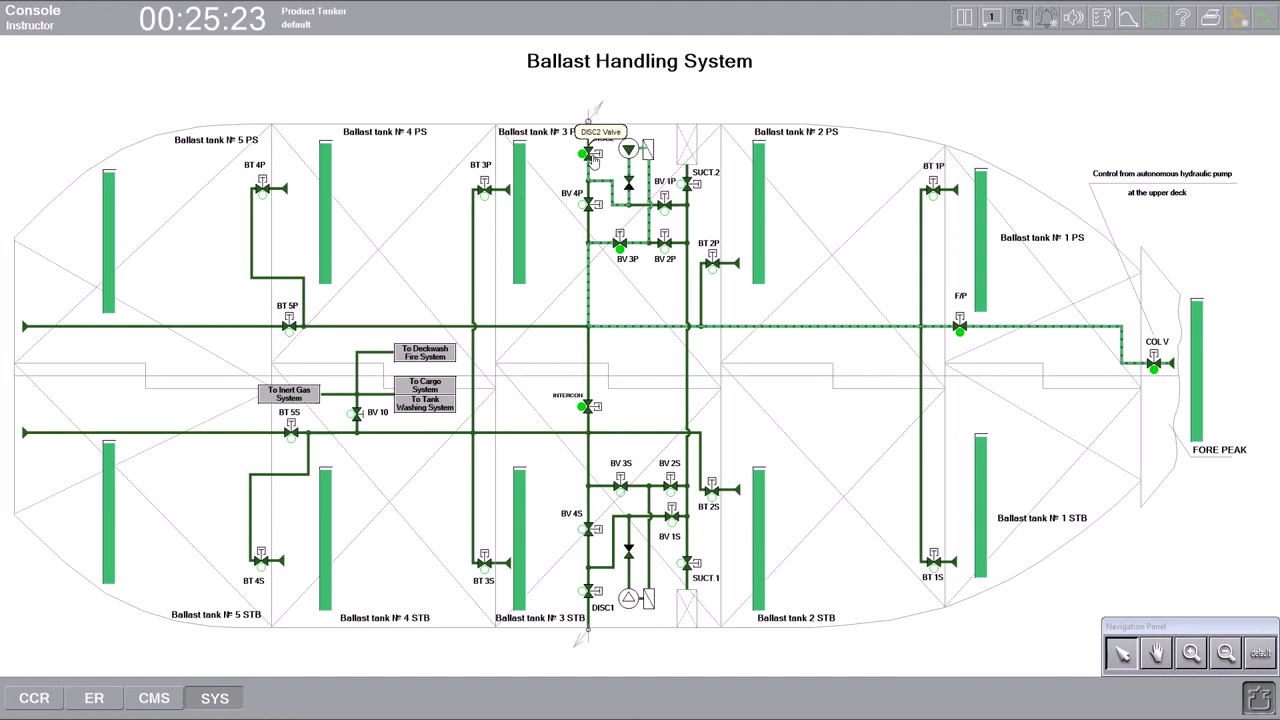 Console
Instructor
00:25:23
Product Tanker
default
1
Ballast Handling System
Ballast tank № 5 PS
Ballast tank № 4 PS
Ballast tank № 3 P
DISC2 Valve
Ballast tank № 2 PS
BT 4P
BT 3P
BV 4P
BV 1P
SUCT.2
BT 1P
Control from autonomous hydraulic pump
at the upper deck
BV 3P
BV 2P
BT 2P
Ballast tank № 1 PS
BT 5P
F/P
COL V
To Deckwash
Fire System
To Cargo
System
To Inert Gas
System
To Tank
Washing System
INTERCON
BT 5S
BV 10
FORE PEAK
BV 3S
BV 2S
BV 4S
BT 2S
Ballast tank № 1 STB
BV 1S
BT 4S
BT 3S
SUCT.1
BT 1S
DISC1
Ballast tank № 5 STB
Ballast tank № 4 STB
Ballast tank № 3 STB
Ballast tank 2 STB
Navigation Panel
default
CCR
ER
CMS
SYS